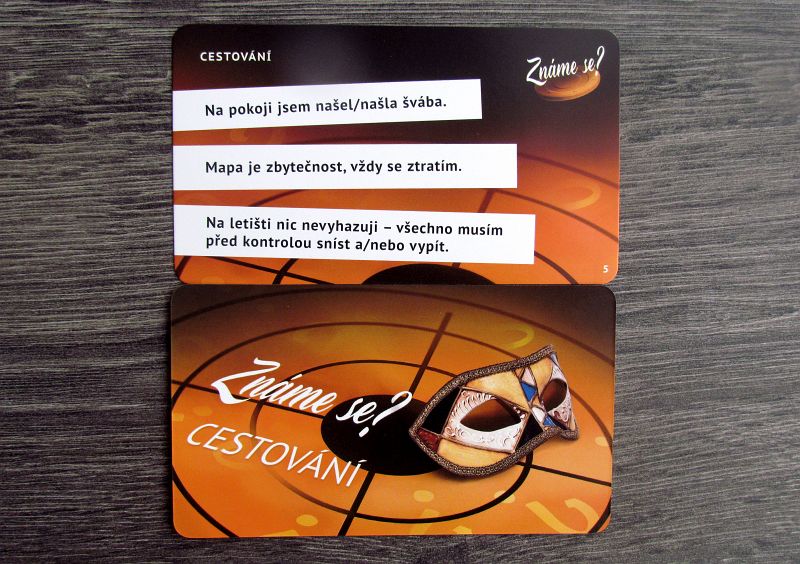 CESTOVÁNÍ
Známe se?
Na pokoji jsem našel/našla švába.
Mapa je zbytečnost, vždy se ztratím.
Na letišti nic nevyhazuji – všechno musím
před kontrolou sníst a/nebo vypít.
5
Známe se?
CESTOVÁNÍ